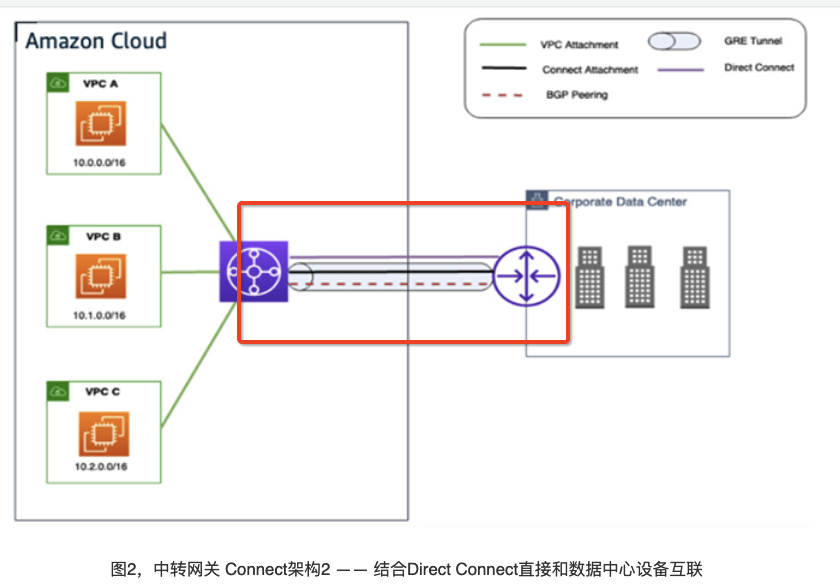 Amazon Cloud
VPC A
10.0.0.0/16
VPC B
10.1.0.0/16
VPC C
10.2.0.0/16
VPC Attachment
GRE Tunnel
Connect Attachment
Direct Connect
BGP Peering
Corporate Data Center
图2，中转网关 Connect架构2 —— 结合Direct Connect直接和数据中心设备互联